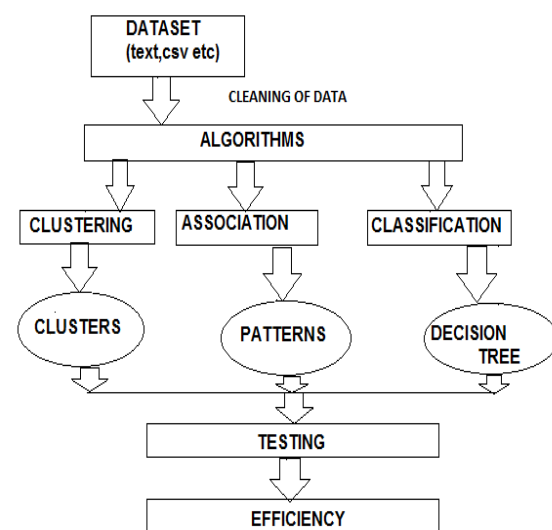 DATASET
(text,csv etc)
CLEANING OF DATA
ALGORITHMS
CLUSTERING
ASSOCIATION
CLASSIFICATION
CLUSTERS
PATTERNS
DECISION
TREE
TESTING
EFFICIENCY